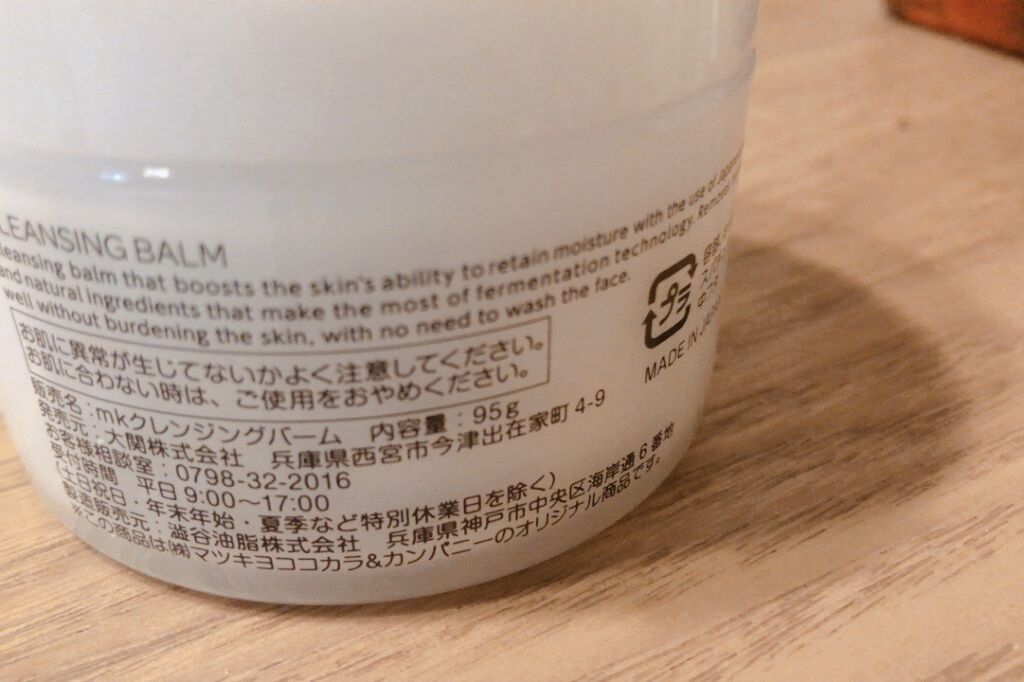 LEANSING BALM
leansing balm that boosts the skin's ability to retain moisture with the use of Japanese
and natural ingredients that make the most of fermentation technology. Removes
well without burdening the skin, with no need to wash the face.
お肌に異常が生じてないかよく注意してください。
お肌に合わない時は、ご使用をおやめください。
販売名：mkクレンジングバーム 内容量：95g
発売元：大関株式会社 兵庫県西宮市今津出在家町4-9
お客様相談室：0798-32-2016
受付時間 平日9:00〜17:00
(土日祝日・年末年始・夏季など特別休業日を除く)
製造販売元：澁谷油脂株式会社 兵庫県神戸市中央区海岸通6番地
※この商品は㈱マツキヨココカラ&カンパニーのオリジナル商品です。
プラ
MADE IN JAPAN